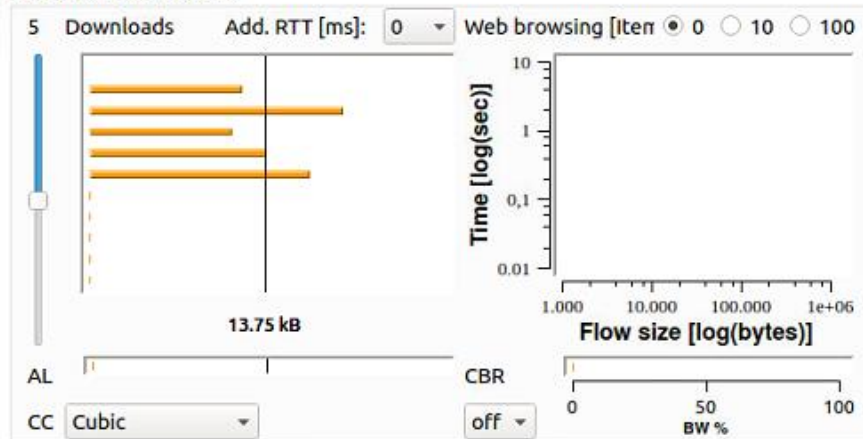 5 Downloads Add. RTT [ms]: 0 Web browsing [Iten 0 10 100
10
1
0,1
0.01
Time [log(sec)]
1.000 10.000 100.000 1e+06
13.75 kB
Flow size [log(bytes)]
AL
CBR
0 50 100
BW %
CC Cubic off